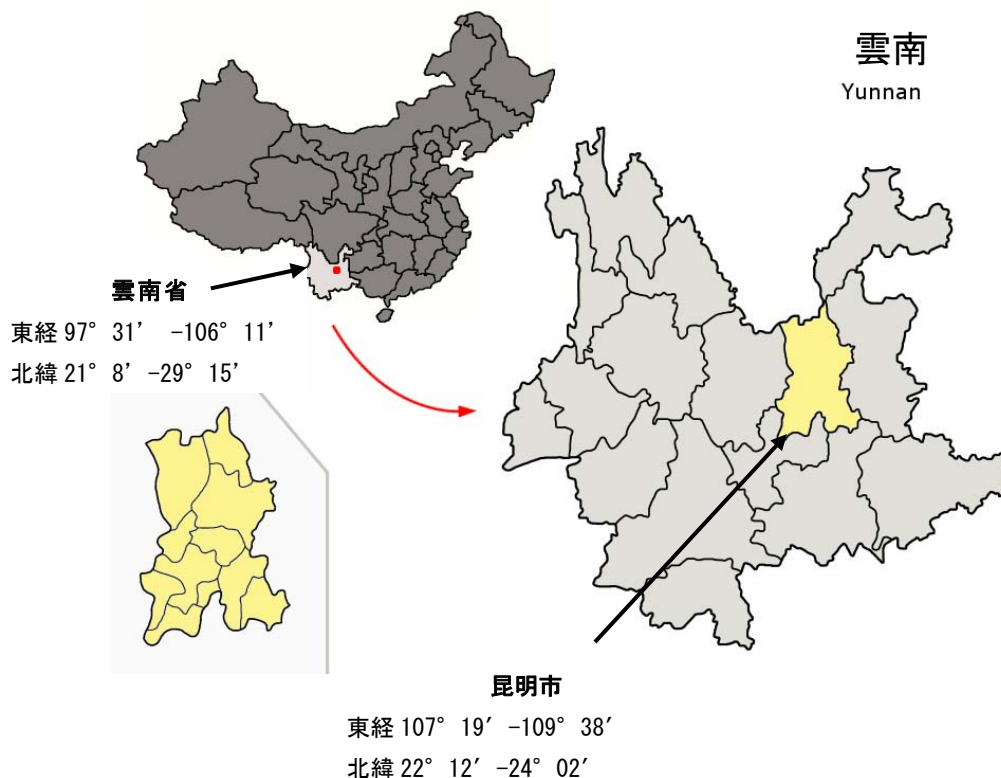 雲南
Yunnan
雲南省
東経 97° 31’ -106° 11’
北緯 21° 8’ -29° 15’
昆明市
東経 107° 19′ -109° 38′
北緯 22° 12′ -24° 02′